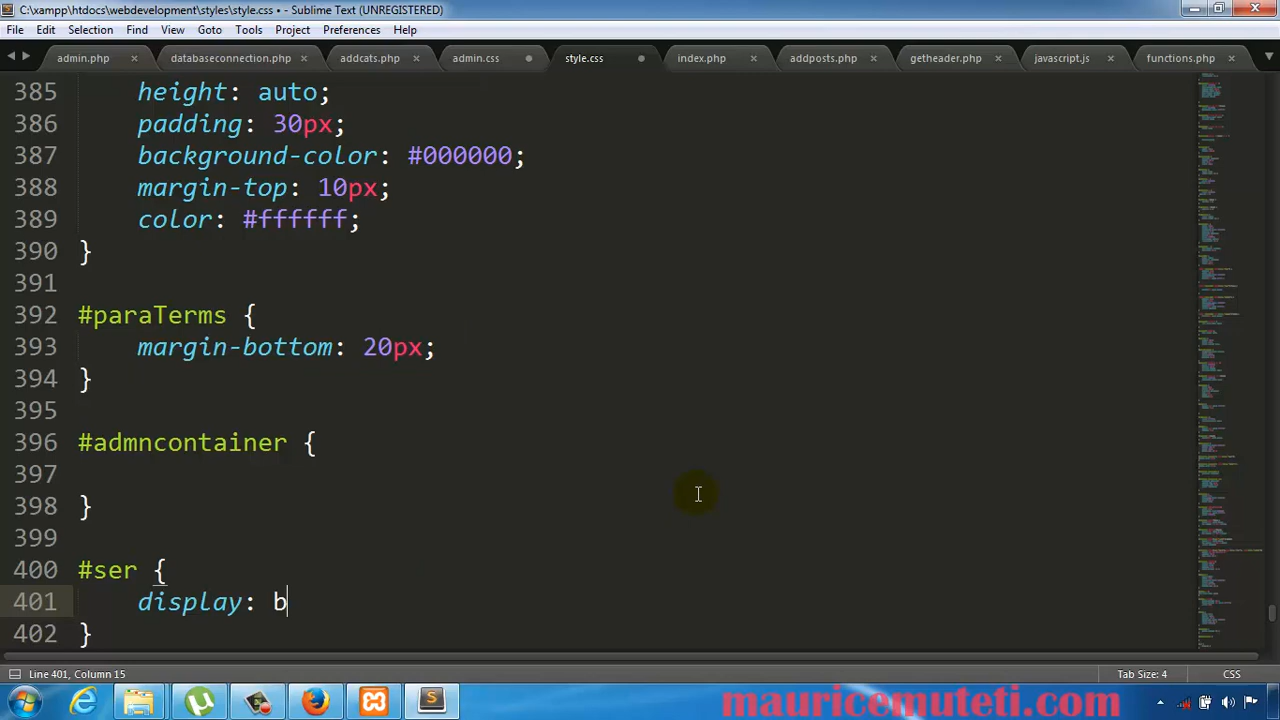 C:\xampp\htdocs\webdevelopment\styles\style.css • - Sublime Text (UNREGISTERED)
File Edit Selection Find View Goto Tools Project Preferences Help
admin.php × databaseconnection.php × addcats.php × admin.css style.css index.php × addposts.php × getheader.php × javascript.js × functions.php ×
385 height: auto;
386 padding: 30px;
387 background-color: #000000;
388 margin-top: 10px;
389 color: #ffffff;
390 }
391
392 #paraTerms {
393 margin-bottom: 20px;
394 }
395
396 #admncontainer {
397
398 }
399
400 #ser {
401 display: b
402 }
Line 401, Column 15 Tab Size: 4 CSS
mauricemuteti.com